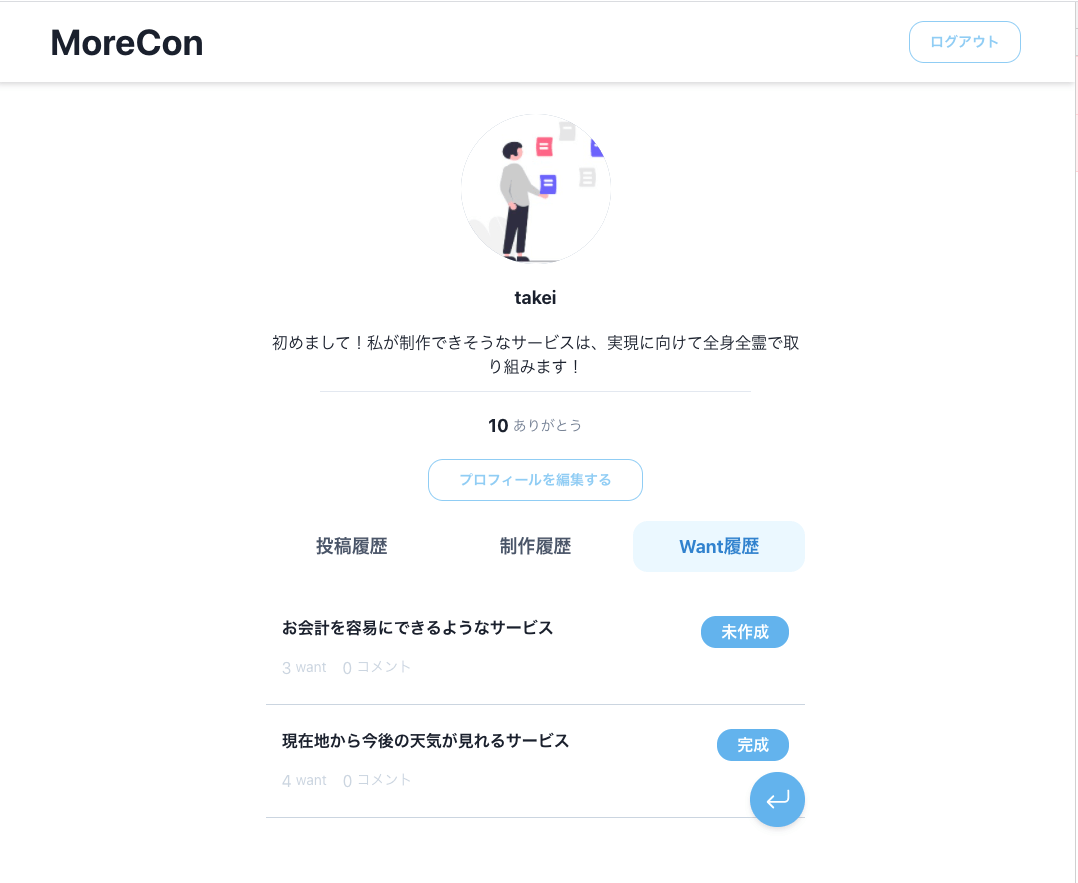 MoreCon
ログアウト
takei
初めまして！私が制作できそうなサービスは、実現に向けて全身全霊で取
り組みます！
10 ありがとう
プロフィールを編集する
投稿履歴 制作履歴 Want履歴
お会計を容易にできるようなサービス 未作成
3 want 0 コメント
現在地から今後の天気が見れるサービス 完成
4 want 0 コメント